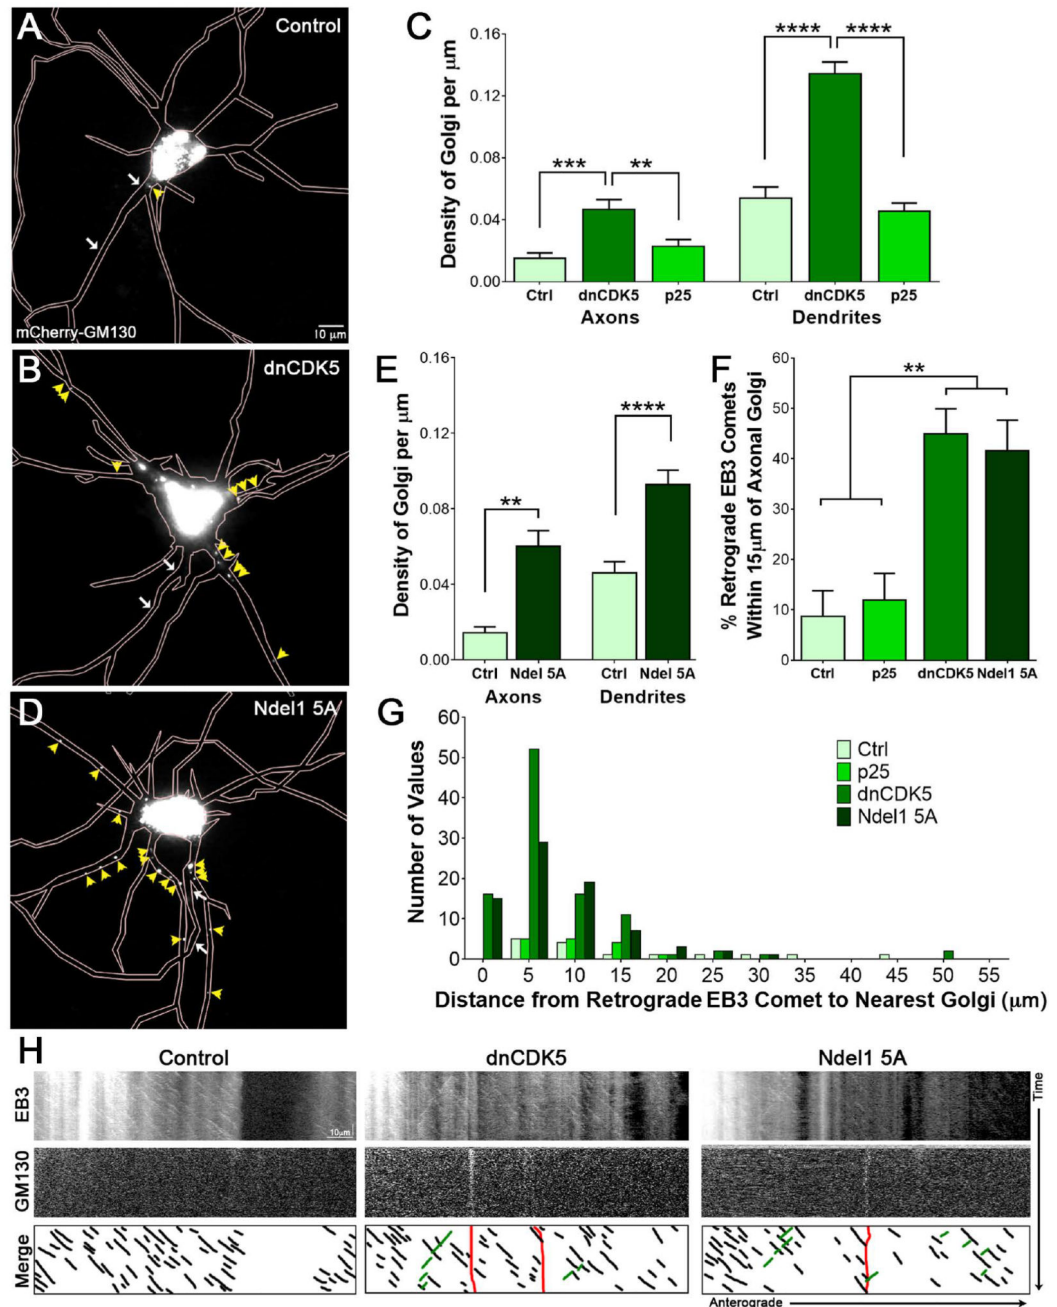 A
Control
mCherry-GM130
10 μm
B
dnCDK5
D
Ndel1 5A
C
Density of Golgi per μm
0.16
0.12
0.08
0.04
0.00
***
**
****
****
Ctrl
dnCDK5
p25
Ctrl
dnCDK5
p25
Axons
Dendrites
E
Density of Golgi per μm
0.16
0.12
0.08
0.04
0.00
**
****
Ctrl
Ndel 5A
Ctrl
Ndel 5A
Axons
Dendrites
F
% Retrograde EB3 Comets
Within 15μm of Axonal Golgi
60
50
40
30
20
10
0
**
Ctrl
p25
dnCDK5
Ndel1 5A
G
Number of Values
60
50
40
30
20
10
0
Ctrl
p25
dnCDK5
Ndel1 5A
0 5 10 15 20 25 30 35 40 45 50 55
Distance from Retrograde EB3 Comet to Nearest Golgi (μm)
H
Control
dnCDK5
Ndel1 5A
EB3
10μm
GM130
Merge
Time
Anterograde